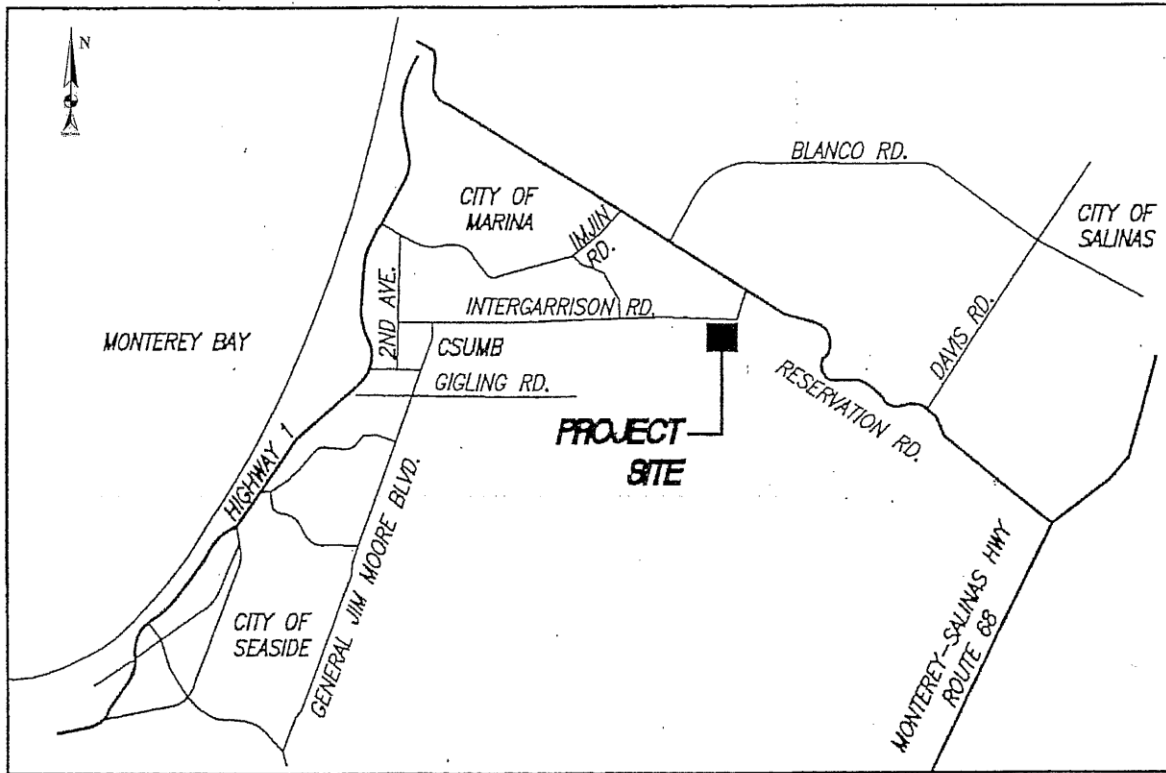 N
BLANCO RD.
CITY OF
MARINA
IMJIN
RD.
CITY OF
SALINAS
2ND AVE.
INTERGARRISON RD.
MONTEREY BAY
CSUMB
GIGLING RD.
DAVIS RD.
RESERVATION RD.
PROJECT
SITE
HIGHWAY 1
GENERAL JIM MOORE BLVD.
CITY OF
SEASIDE
MONTEREY-SALINAS HWY
ROUTE 68